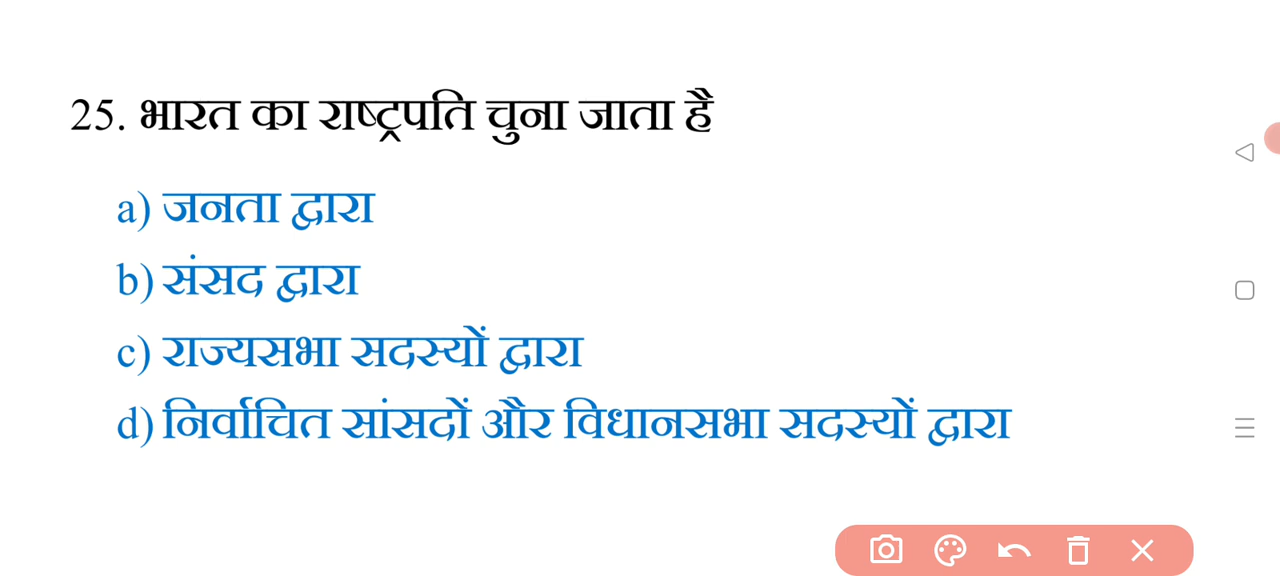 25. भारत का राष्ट्रपति चुना जाता है
a) जनता द्वारा
b) संसद द्वारा
c) राज्यसभा सदस्यों द्वारा
d) निर्वाचित सांसदों और विधानसभा सदस्यों द्वारा